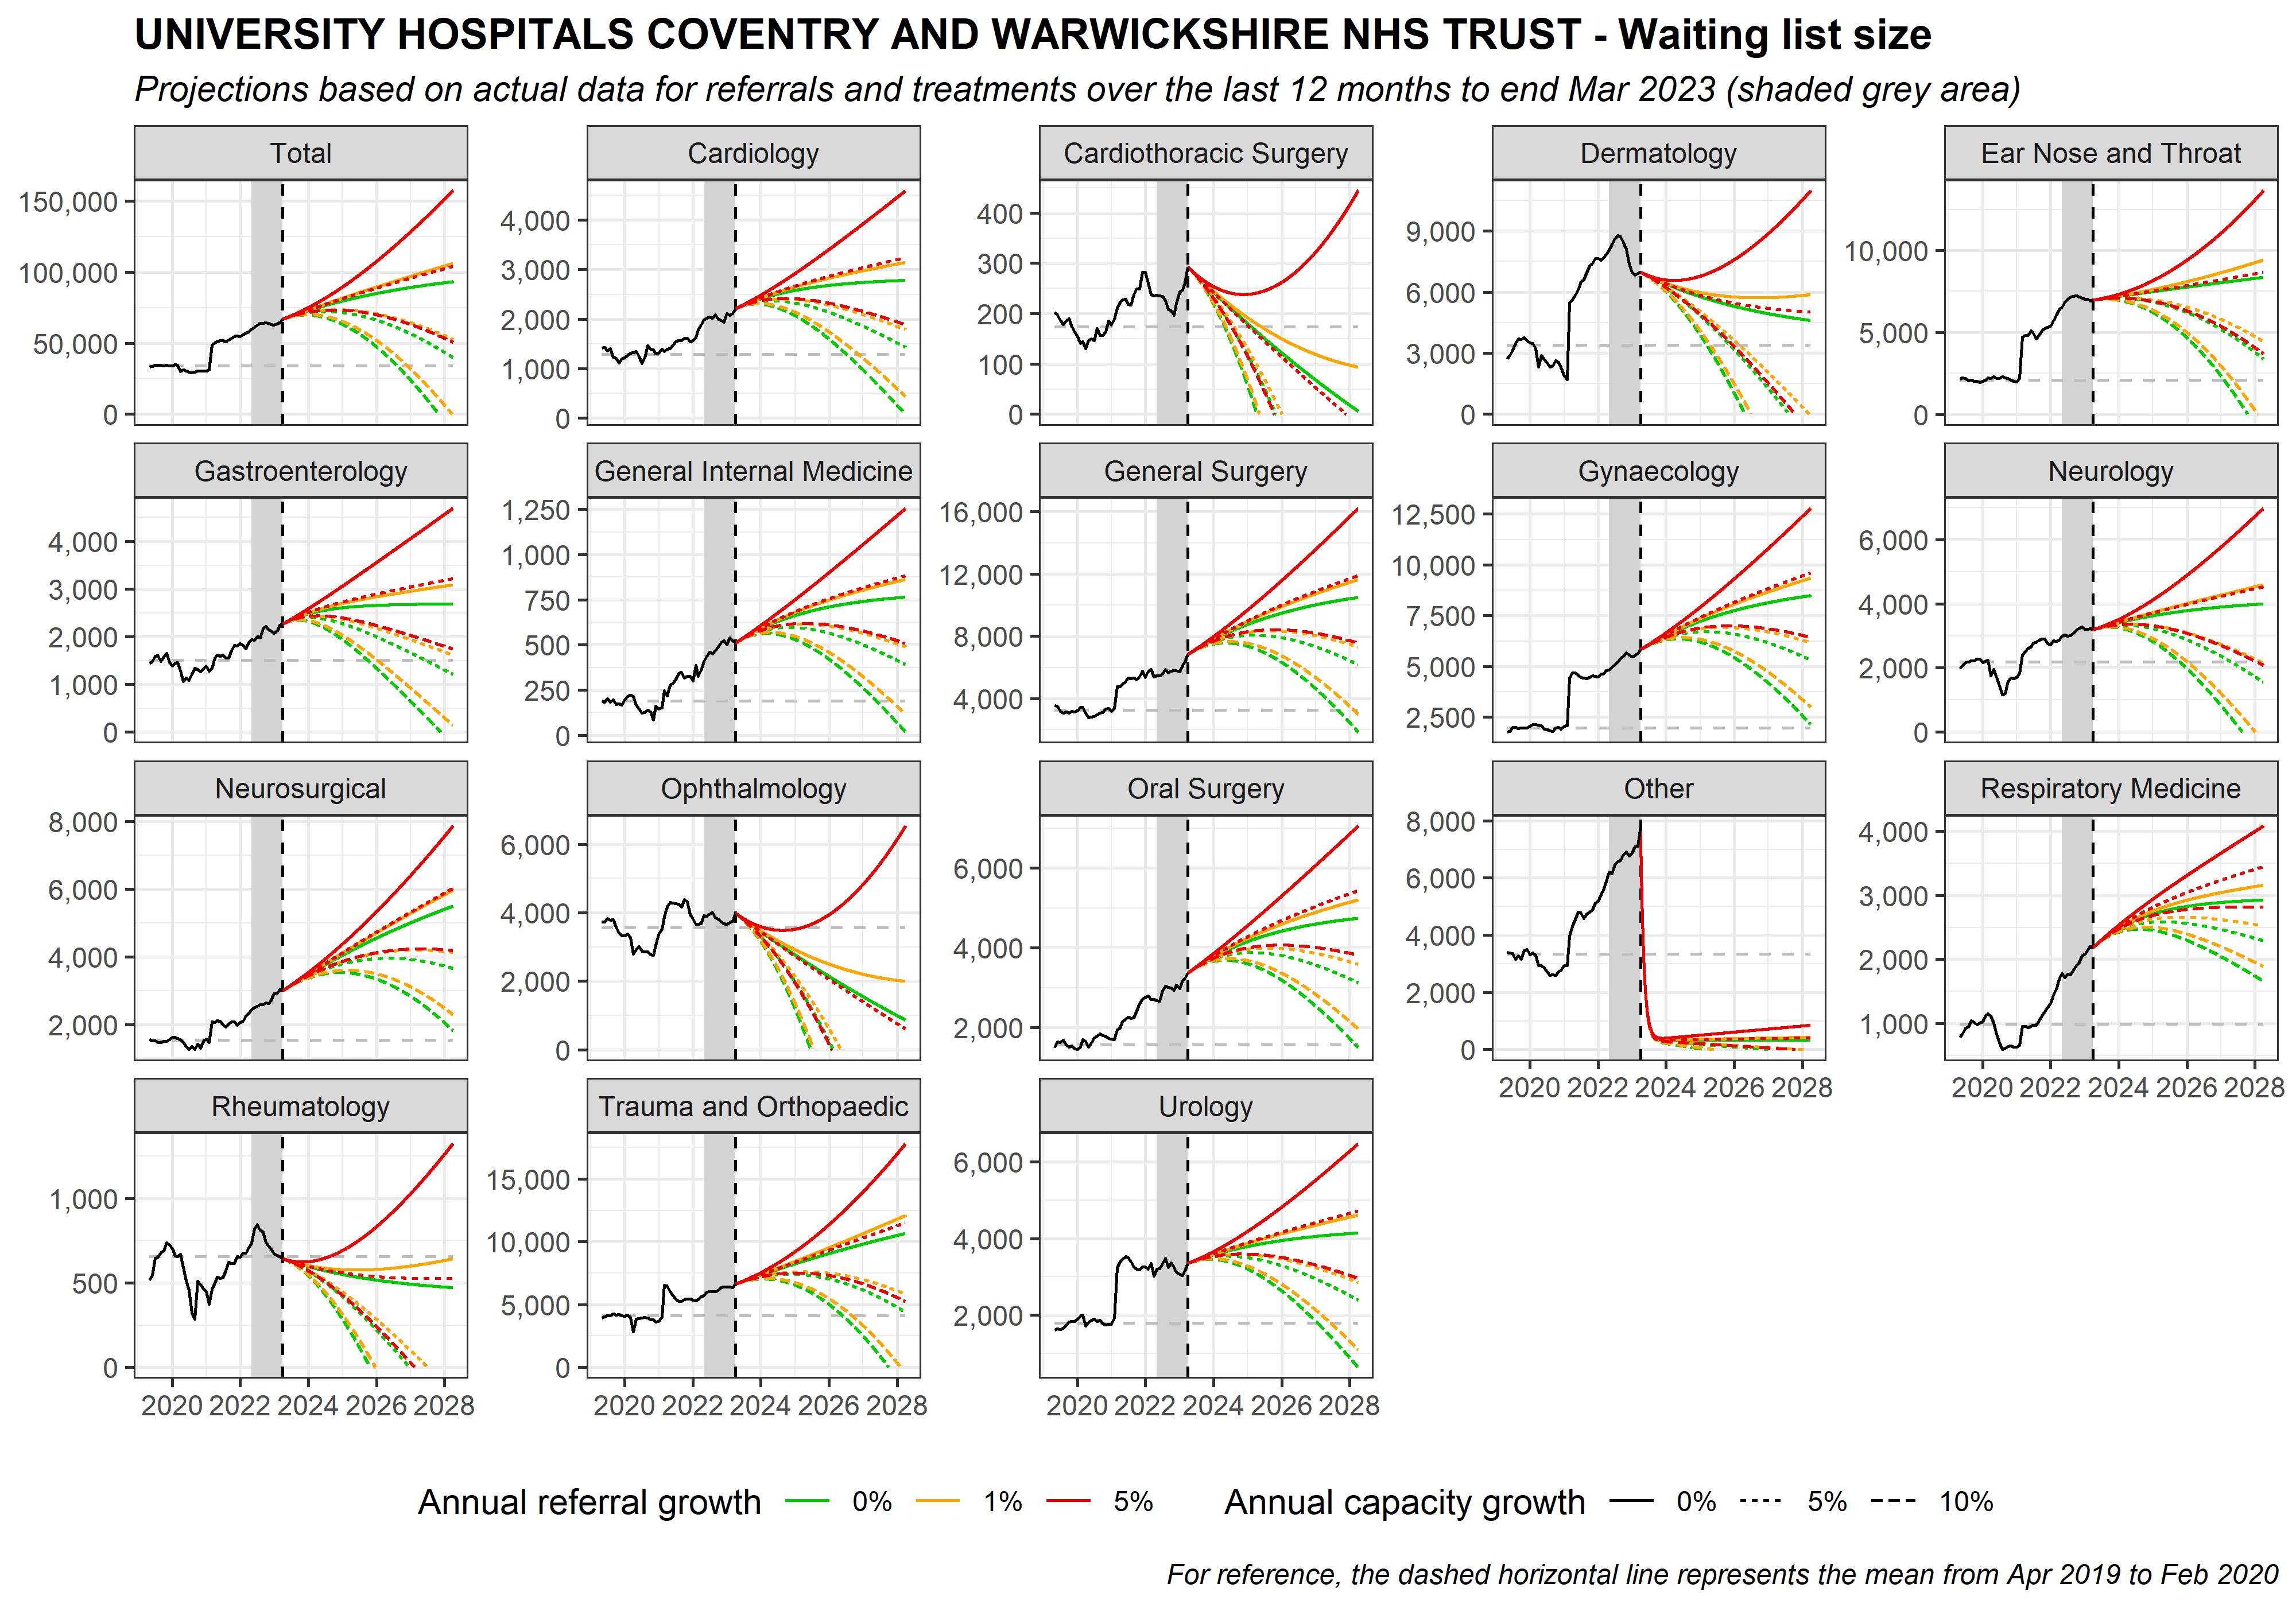 UNIVERSITY HOSPITALS COVENTRY AND WARWICKSHIRE NHS TRUST - Waiting list size
Projections based on actual data for referrals and treatments over the last 12 months to end Mar 2023 (shaded grey area)
Total
150,000
100,000
50,000
0
Cardiology
4,000
3,000
2,000
1,000
0
Cardiothoracic Surgery
400
300
200
100
0
Dermatology
9,000
6,000
3,000
0
Ear Nose and Throat
10,000
5,000
0
Gastroenterology
4,000
3,000
2,000
1,000
0
General Internal Medicine
1,250
1,000
750
500
250
0
General Surgery
16,000
12,000
8,000
4,000
Gynaecology
12,500
10,000
7,500
5,000
2,500
Neurology
6,000
4,000
2,000
0
Neurosurgical
8,000
6,000
4,000
2,000
Ophthalmology
6,000
4,000
2,000
0
Oral Surgery
6,000
4,000
2,000
Other
8,000
6,000
4,000
2,000
0
2020 2022 2024 2026 2028
Respiratory Medicine
4,000
3,000
2,000
1,000
2020 2022 2024 2026 2028
Rheumatology
1,000
500
0
2020 2022 2024 2026 2028
Trauma and Orthopaedic
15,000
10,000
5,000
0
2020 2022 2024 2026 2028
Urology
6,000
4,000
2,000
2020 2022 2024 2026 2028
Annual referral growth 0% 1% 5% Annual capacity growth 0% 5% 10%
For reference, the dashed horizontal line represents the mean from Apr 2019 to Feb 2020